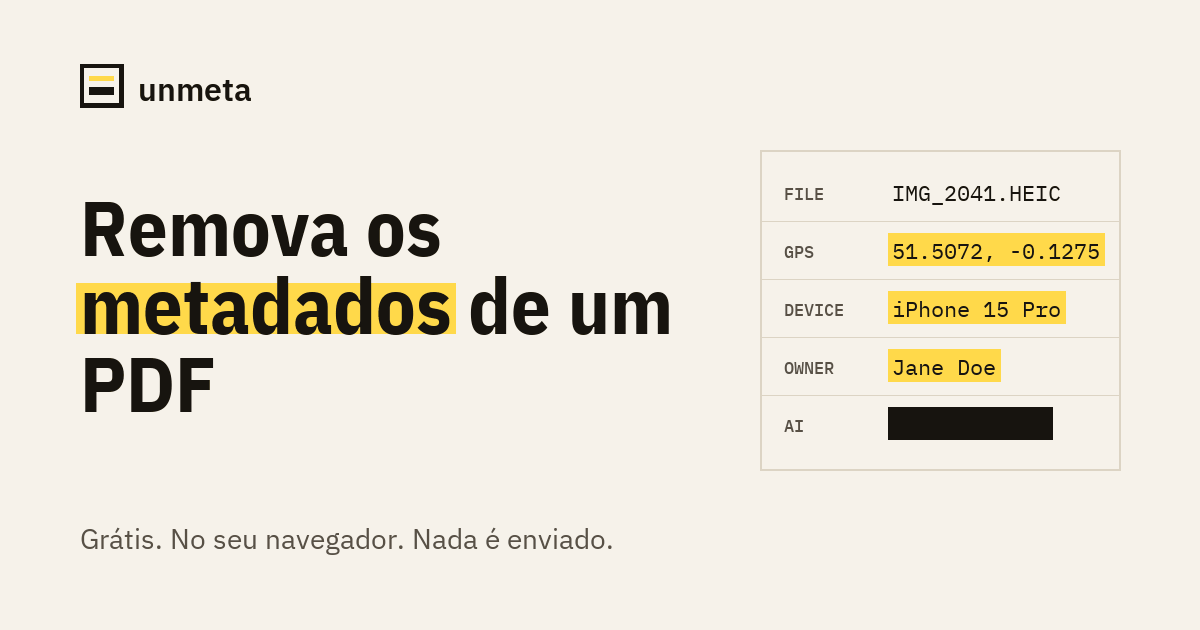 unmeta
Remova os
metadados de um
PDF
Grátis. No seu navegador. Nada é enviado.
FILE IMG_2041.HEIC
GPS 51.5072, -0.1275
DEVICE iPhone 15 Pro
OWNER Jane Doe
AI